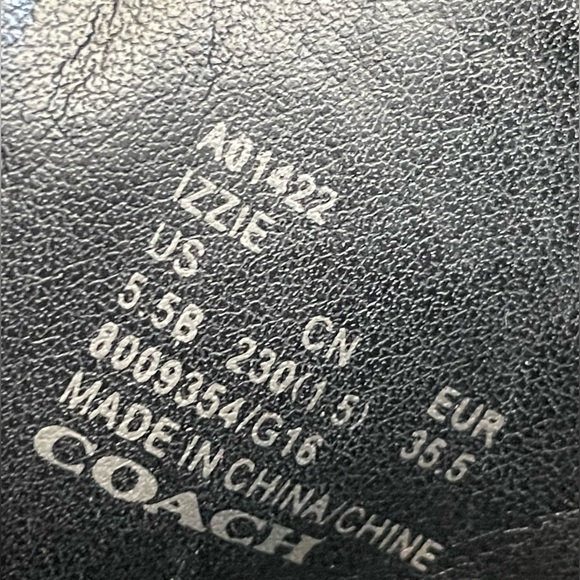 A01422
IZZIE
US CN EUR
5.5B 230(1.5) 35.5
8009354/G16
MADE IN CHINA/CHINE
COACH